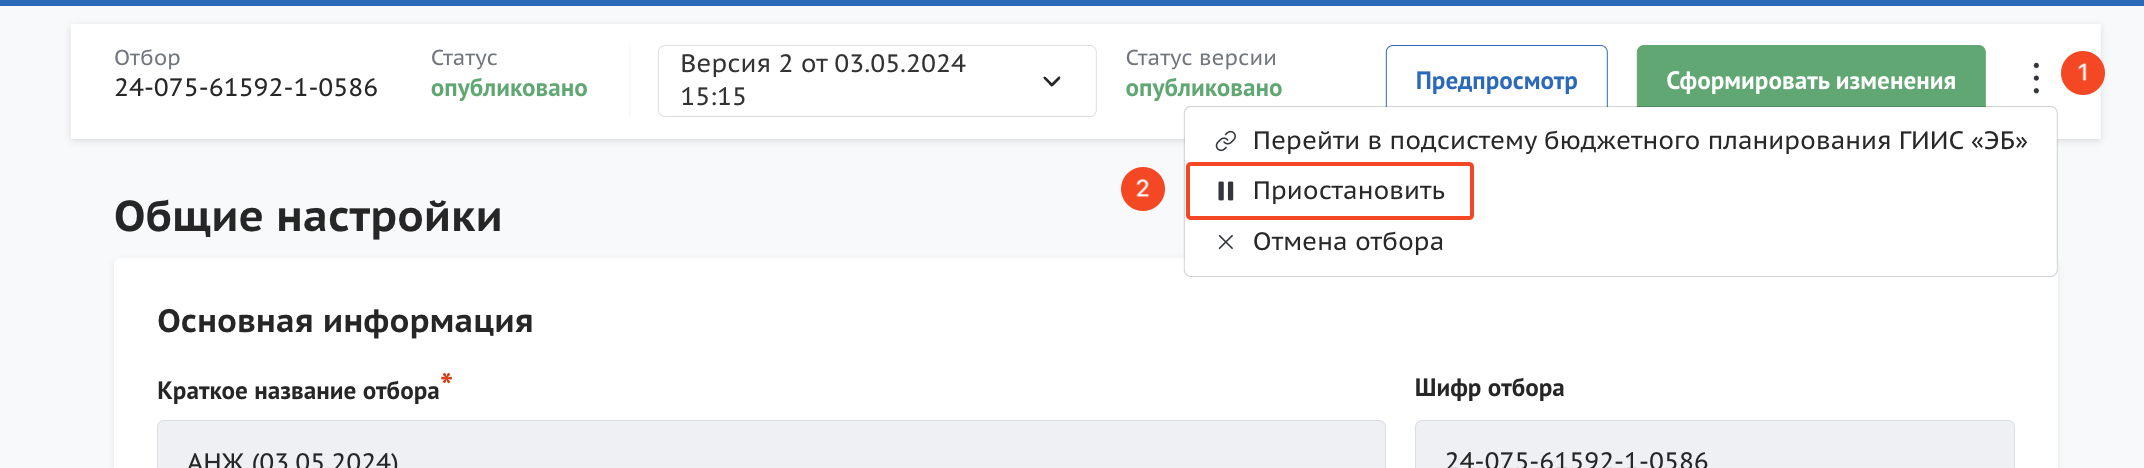 Отбор
24-075-61592-1-0586
Статус
опубликовано
Версия 2 от 03.05.2024
15:15
Статус версии
опубликовано
Предпросмотр
Сформировать изменения
1
Перейти в подсистему бюджетного планирования ГИИС «ЭБ»
2
Приостановить
Отмена отбора
Общие настройки
Основная информация
Краткое название отбора*
АНЖ (03.05.2024)
Шифр отбора
24-075-61592-1-0586